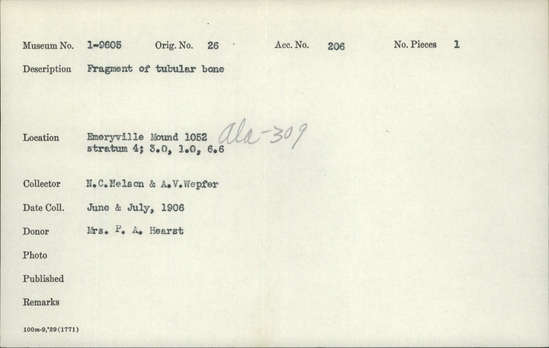 Museum No. 1-9605 Orig. No. 26 Acc. No. 206 No. Pieces 1
Description Fragment of tubular bone
Location Emeryville Mound 1052 Ala-309
stratum 4; 3.0, 1.0, 6.6
Collector N.C.Nelson & A.V.Wepfer
Date Coll. June & July, 1906
Donor Mrs. P. A. Hearst
Photo
Published
Remarks
100m-9,'29(1771)